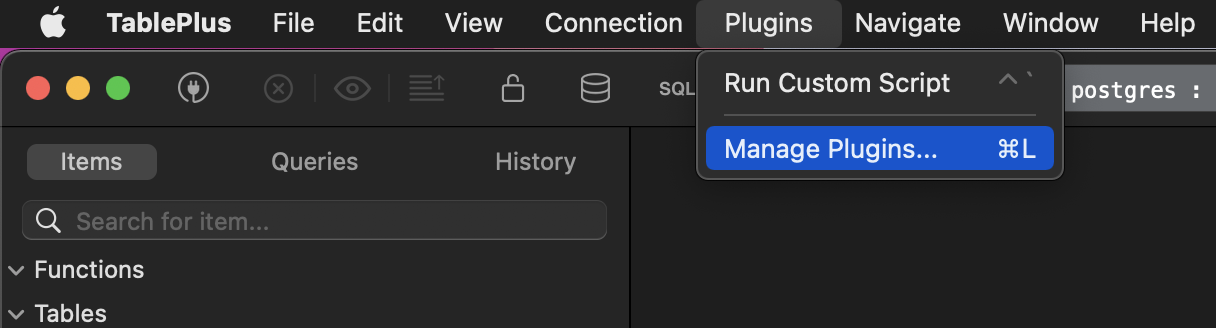 TablePlus File Edit View Connection Plugins Navigate Window Help
SQL
Run Custom Script ⌃`
postgres :
Manage Plugins... ⌘L
Items Queries History
Search for item...
Functions
Tables